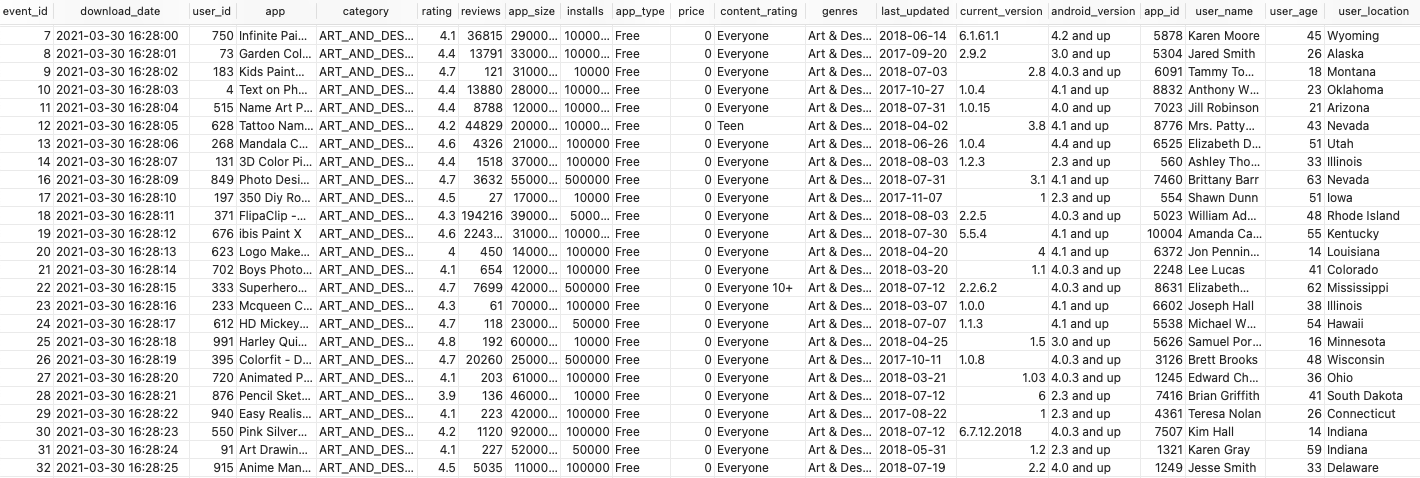 event_id download_date user_id app category rating reviews app_size installs app_type price content_rating genres last_updated current_version android_version app_id user_name user_age user_location
7 2021-03-30 16:28:00 750 Infinite Pai... ART_AND_DES... 4.1 36815 29000... 10000... Free 0 Everyone Art & Des... 2018-06-14 6.1.61.1 4.2 and up 5878 Karen Moore 45 Wyoming
8 2021-03-30 16:28:01 73 Garden Col... ART_AND_DES... 4.4 13791 33000... 10000... Free 0 Everyone Art & Des... 2017-09-20 2.9.2 3.0 and up 5304 Jared Smith 26 Alaska
9 2021-03-30 16:28:02 183 Kids Paint... ART_AND_DES... 4.7 121 31000... 10000 Free 0 Everyone Art & Des... 2018-07-03 2.8 4.0.3 and up 6091 Tammy To... 18 Montana
10 2021-03-30 16:28:03 4 Text on Ph... ART_AND_DES... 4.4 13880 28000... 10000... Free 0 Everyone Art & Des... 2017-10-27 1.0.4 4.1 and up 8832 Anthony W... 23 Oklahoma
11 2021-03-30 16:28:04 515 Name Art P... ART_AND_DES... 4.4 8788 12000... 10000... Free 0 Everyone Art & Des... 2018-07-31 1.0.15 4.0 and up 7023 Jill Robinson 21 Arizona
12 2021-03-30 16:28:05 628 Tattoo Nam... ART_AND_DES... 4.2 44829 20000... 10000... Free 0 Teen Art & Des... 2018-04-02 3.8 4.1 and up 8776 Mrs. Patty... 43 Nevada
13 2021-03-30 16:28:06 268 Mandala C... ART_AND_DES... 4.6 4326 21000... 100000 Free 0 Everyone Art & Des... 2018-06-26 1.0.4 4.4 and up 6525 Elizabeth D... 51 Utah
14 2021-03-30 16:28:07 131 3D Color Pi... ART_AND_DES... 4.4 1518 37000... 100000 Free 0 Everyone Art & Des... 2018-08-03 1.2.3 2.3 and up 560 Ashley Tho... 33 Illinois
16 2021-03-30 16:28:09 849 Photo Desi... ART_AND_DES... 4.7 3632 55000... 500000 Free 0 Everyone Art & Des... 2018-07-31 3.1 4.1 and up 7460 Brittany Barr 63 Nevada
17 2021-03-30 16:28:10 197 350 Diy Ro... ART_AND_DES... 4.5 27 17000... 10000 Free 0 Everyone Art & Des... 2017-11-07 1 2.3 and up 554 Shawn Dunn 51 Iowa
18 2021-03-30 16:28:11 371 FlipaClip -... ART_AND_DES... 4.3 194216 39000... 5000... Free 0 Everyone Art & Des... 2018-08-03 2.2.5 4.0.3 and up 5023 William Ad... 48 Rhode Island
19 2021-03-30 16:28:12 676 ibis Paint X ART_AND_DES... 4.6 2243... 31000... 10000... Free 0 Everyone Art & Des... 2018-07-30 5.5.4 4.1 and up 10004 Amanda Ca... 55 Kentucky
20 2021-03-30 16:28:13 623 Logo Make... ART_AND_DES... 4 450 14000... 100000 Free 0 Everyone Art & Des... 2018-04-20 4 4.1 and up 6372 Jon Pennin... 14 Louisiana
21 2021-03-30 16:28:14 702 Boys Photo... ART_AND_DES... 4.1 654 12000... 100000 Free 0 Everyone Art & Des... 2018-03-20 1.1 4.0.3 and up 2248 Lee Lucas 41 Colorado
22 2021-03-30 16:28:15 333 Superhero... ART_AND_DES... 4.7 7699 42000... 500000 Free 0 Everyone 10+ Art & Des... 2018-07-12 2.2.6.2 4.0.3 and up 8631 Elizabeth... 62 Mississippi
23 2021-03-30 16:28:16 233 Mcqueen C... ART_AND_DES... 4.3 61 70000... 100000 Free 0 Everyone Art & Des... 2018-03-07 1.0.0 4.1 and up 6602 Joseph Hall 38 Illinois
24 2021-03-30 16:28:17 612 HD Mickey... ART_AND_DES... 4.7 118 23000... 50000 Free 0 Everyone Art & Des... 2018-07-07 1.1.3 4.1 and up 5538 Michael W... 54 Hawaii
25 2021-03-30 16:28:18 991 Harley Qui... ART_AND_DES... 4.8 192 60000... 10000 Free 0 Everyone Art & Des... 2018-04-25 1.5 3.0 and up 5626 Samuel Por... 16 Minnesota
26 2021-03-30 16:28:19 395 Colorfit - D... ART_AND_DES... 4.7 20260 25000... 500000 Free 0 Everyone Art & Des... 2017-10-11 1.0.8 4.0.3 and up 3126 Brett Brooks 48 Wisconsin
27 2021-03-30 16:28:20 720 Animated P... ART_AND_DES... 4.1 203 61000... 100000 Free 0 Everyone Art & Des... 2018-03-21 1.03 4.0.3 and up 1245 Edward Ch... 36 Ohio
28 2021-03-30 16:28:21 876 Pencil Sket... ART_AND_DES... 3.9 136 46000... 10000 Free 0 Everyone Art & Des... 2018-07-12 6 2.3 and up 7416 Brian Griffith 41 South Dakota
29 2021-03-30 16:28:22 940 Easy Realis... ART_AND_DES... 4.1 223 42000... 100000 Free 0 Everyone Art & Des... 2017-08-22 1 2.3 and up 4361 Teresa Nolan 26 Connecticut
30 2021-03-30 16:28:23 550 Pink Silver... ART_AND_DES... 4.2 1120 92000... 100000 Free 0 Everyone Art & Des... 2018-07-12 6.7.12.2018 4.0.3 and up 7507 Kim Hall 14 Indiana
31 2021-03-30 16:28:24 91 Art Drawin... ART_AND_DES... 4.1 227 52000... 50000 Free 0 Everyone Art & Des... 2018-05-31 1.2 2.3 and up 1321 Karen Gray 59 Indiana
32 2021-03-30 16:28:25 915 Anime Man... ART_AND_DES... 4.5 5035 11000... 100000 Free 0 Everyone Art & Des... 2018-07-19 2.2 4.0 and up 1249 Jesse Smith 33 Delaware